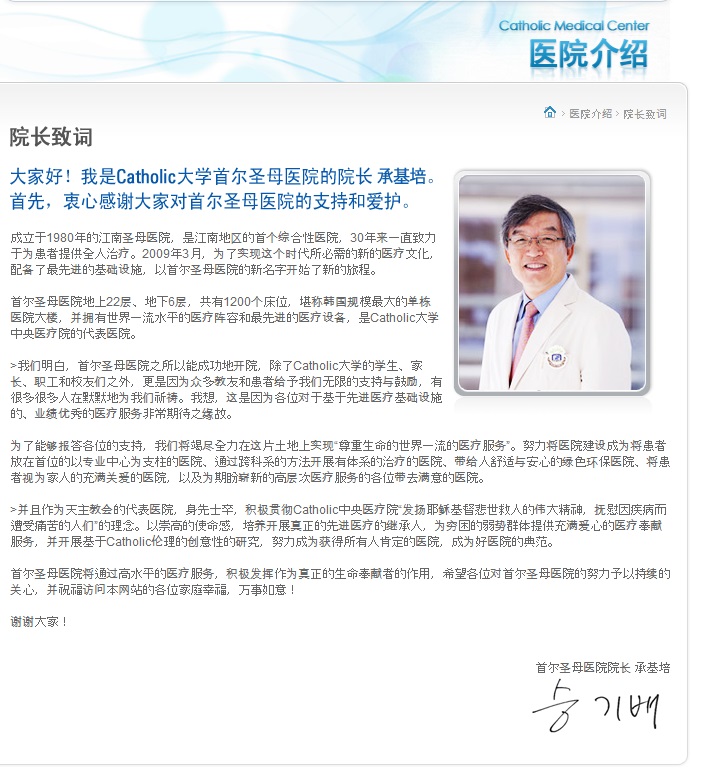 Catholic Medical Center
医院介绍
医院介绍 > 院长致词
院长致词
大家好！我是Catholic大学首尔圣母医院的院长 承基培。
首先，衷心感谢大家对首尔圣母医院的支持和爱护。
成立于1980年的江南圣母医院，是江南地区的首个综合性医院，30年来一直致力
于为患者提供全人治疗。2009年3月，为了实现这个时代所必需的新的医疗文化，
配备了最先进的基础设施，以首尔圣母医院的新名字开始了新的旅程。
首尔圣母医院地上22层、地下6层，共有1200个床位，堪称韩国规模最大的单栋
医院大楼，并拥有世界一流水平的医疗阵容和最先进的医疗设备，是Catholic大学
中央医疗院的代表医院。
>我们明白，首尔圣母医院之所以能成功地开院，除了Catholic大学的学生、家
长、职工和校友们之外，更是因为众多教友和患者给予我们无限的支持与鼓励，有
很多很多人在默默地为我们祈祷。我想，这是因为各位对于基于先进医疗基础设施
的、业绩优秀的医疗服务非常期待之缘故。
为了能够报答各位的支持，我们将竭尽全力在这片土地上实现“尊重生命的世界一流的医疗服务”。努力将医院建设成为将患者
放在首位的以专业中心为支柱的医院、通过跨科系的方法开展有体系的治疗的医院、带给人舒适与安心的绿色环保医院、将患
者视为家人的充满关爱的医院，以及为期盼崭新的高层次医疗服务的各位带去满意的医院。
>并且作为天主教会的代表医院，身先士卒，积极贯彻Catholic中央医疗院“发扬耶稣基督悲世救人的伟大精神，抚慰因疾病而
遭受痛苦的人们”的理念。以崇高的使命感，培养开展真正的先进医疗的继承人，为穷困的弱势群体提供充满爱心的医疗奉献
服务，并开展基于Catholic伦理的创意性的研究，努力成为获得所有人肯定的医院，成为好医院的典范。
首尔圣母医院将通过高水平的医疗服务，积极发挥作为真正的生命奉献者的作用，希望各位对首尔圣母医院的努力予以持续的
关心，并祝福访问本网站的各位家庭幸福，万事如意！
谢谢大家！
首尔圣母医院院长 承基培
승기배